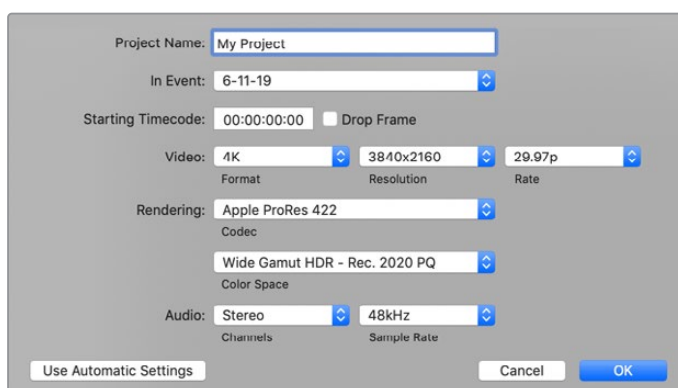 Project Name: My Project
In Event: 6-11-19
Starting Timecode: 00:00:00:00 Drop Frame
Video: 4K 3840x2160 29.97p
Format Resolution Rate
Rendering: Apple ProRes 422
Codec
Wide Gamut HDR - Rec. 2020 PQ
Color Space
Audio: Stereo 48kHz
Channels Sample Rate
Use Automatic Settings Cancel OK